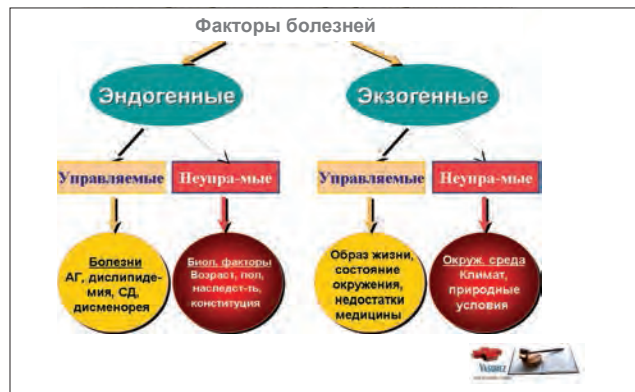 Факторы болезней
Эндогенные
Экзогенные
Управляемые
Неупра-мые
Управляемые
Неупра-мые
Болезни
АГ, дислипиде-
мия, СД,
дисменорея
Биол. факторы
Возраст, пол,
наследст-ть,
конституция
Образ жизни,
состояние
окружения,
недостатки
медицины
Окруж. среда
Климат,
природные
условия